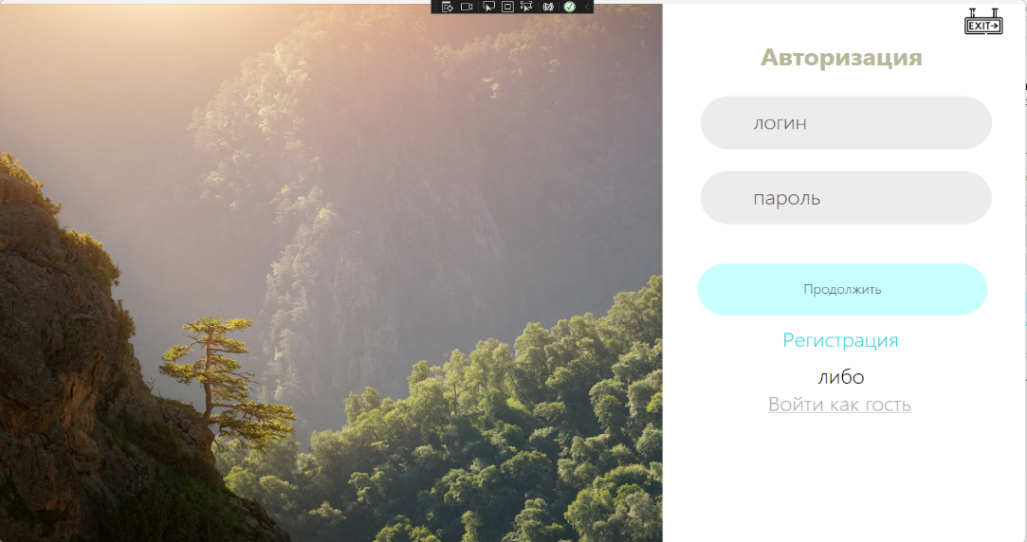 EXIT→
Авторизация
логин
пароль
Продолжить
Регистрация
либо
Войти как гость